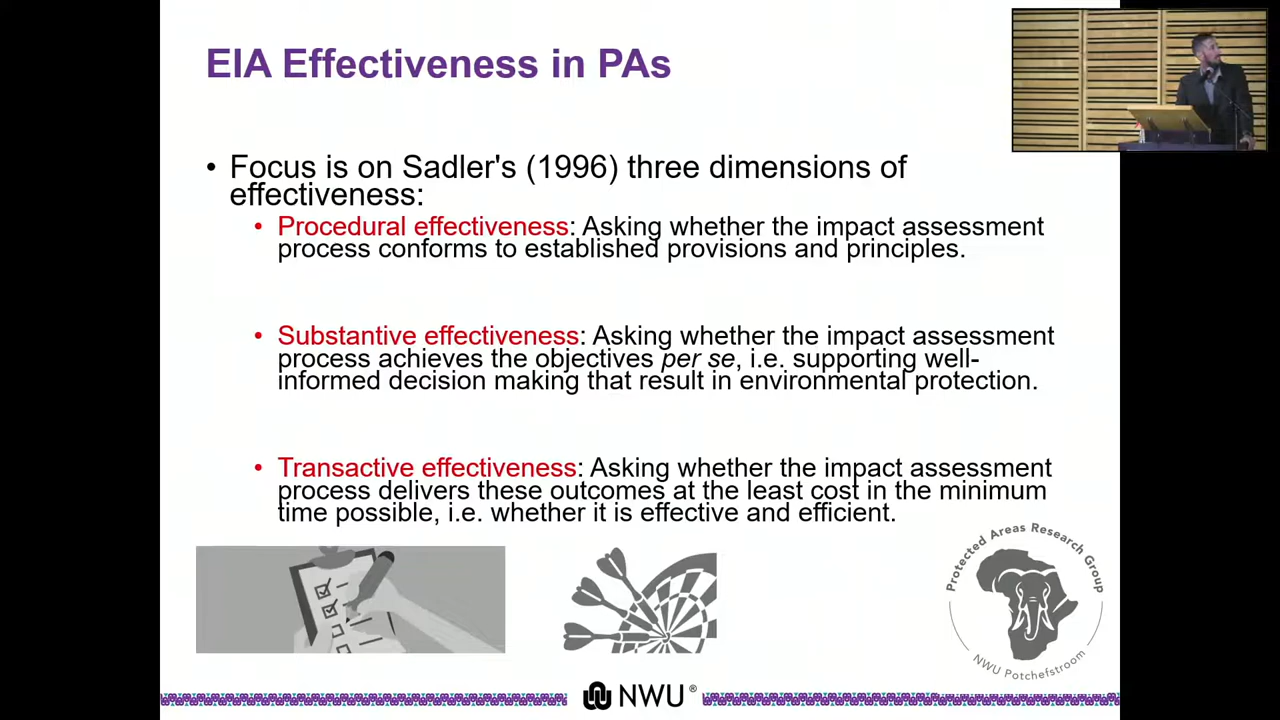 EIA Effectiveness in PAs
• Focus is on Sadler's (1996) three dimensions of
effectiveness:
• Procedural effectiveness: Asking whether the impact assessment
process conforms to established provisions and principles.
• Substantive effectiveness: Asking whether the impact assessment
process achieves the objectives per se, i.e. supporting well-
informed decision making that result in environmental protection.
• Transactive effectiveness: Asking whether the impact assessment
process delivers these outcomes at the least cost in the minimum
time possible, i.e. whether it is effective and efficient.
Protected Areas Research Group
NWU Potchefstroom
NWU®